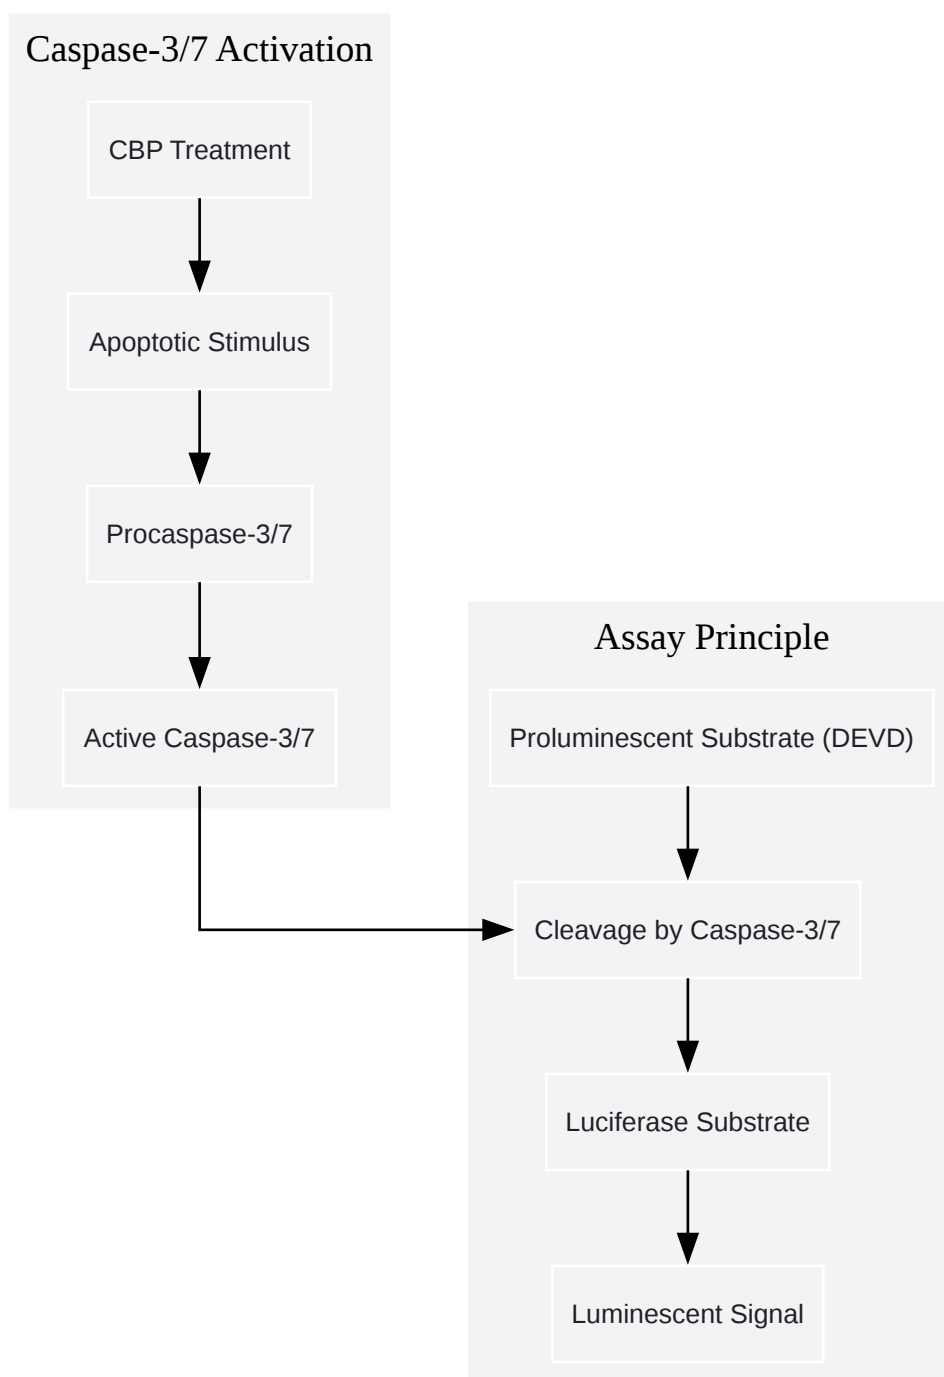 Caspase-3/7 Activation
CBP Treatment
Apoptotic Stimulus
Procaspase-3/7
Active Caspase-3/7
Assay Principle
Proluminescent Substrate (DEVD)
Cleavage by Caspase-3/7
Luciferase Substrate
Luminescent Signal